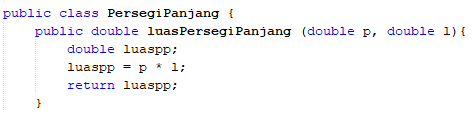 public class PersegiPanjang {
    public double luasPersegiPanjang (double p, double l){
        double luaspp;
        luaspp = p * l;
        return luaspp;
    }